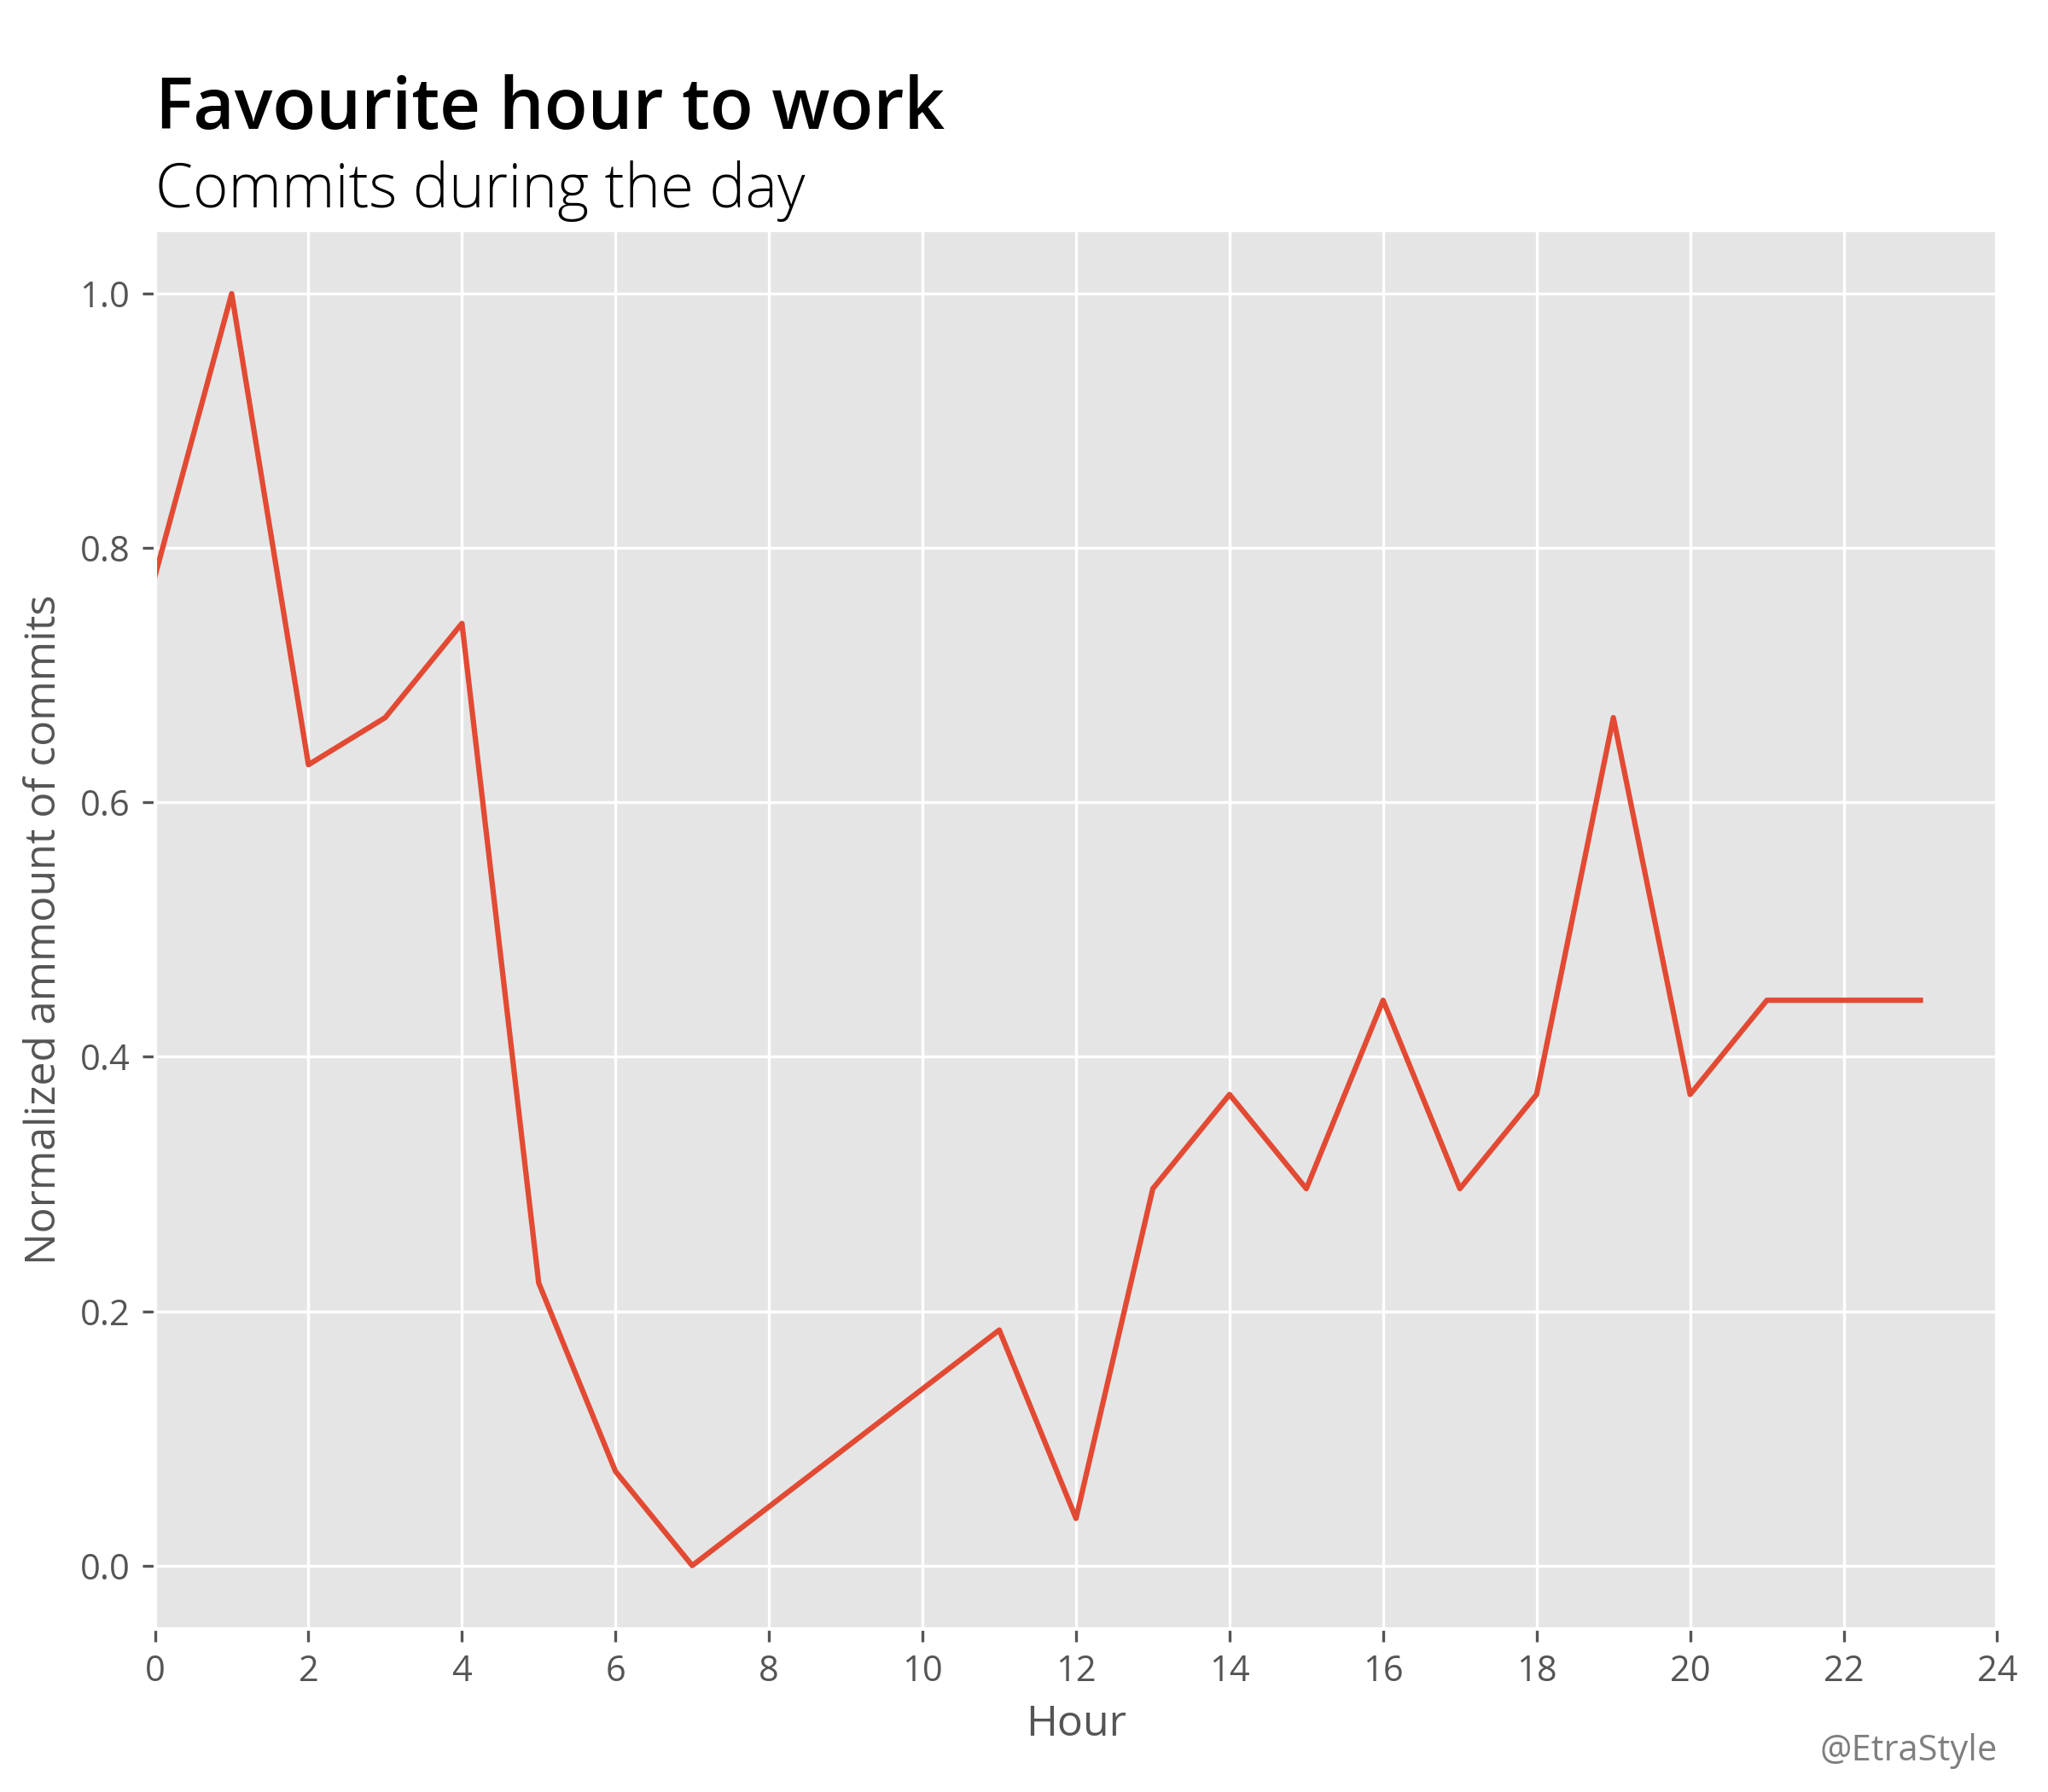 Favourite hour to work
Commits during the day
Normalized ammount of commits
1.0
0.8
0.6
0.4
0.2
0.0
0 2 4 6 8 10 12 14 16 18 20 22 24
Hour
@EtraStyle